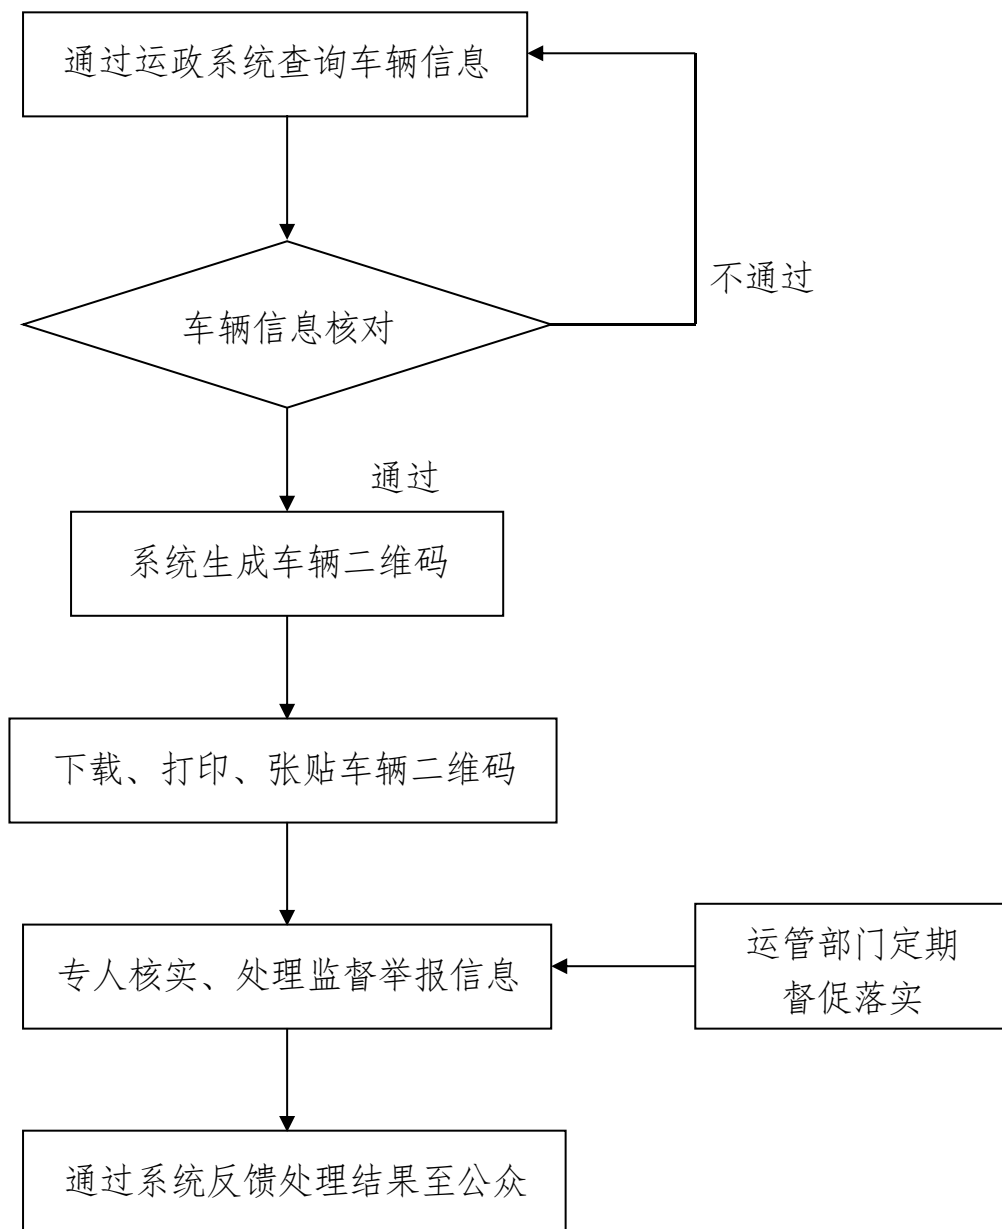 通过运政系统查询车辆信息
不通过
车辆信息核对
通过
系统生成车辆二维码
下载、打印、张贴车辆二维码
运管部门定期
督促落实
专人核实、处理监督举报信息
通过系统反馈处理结果至公众